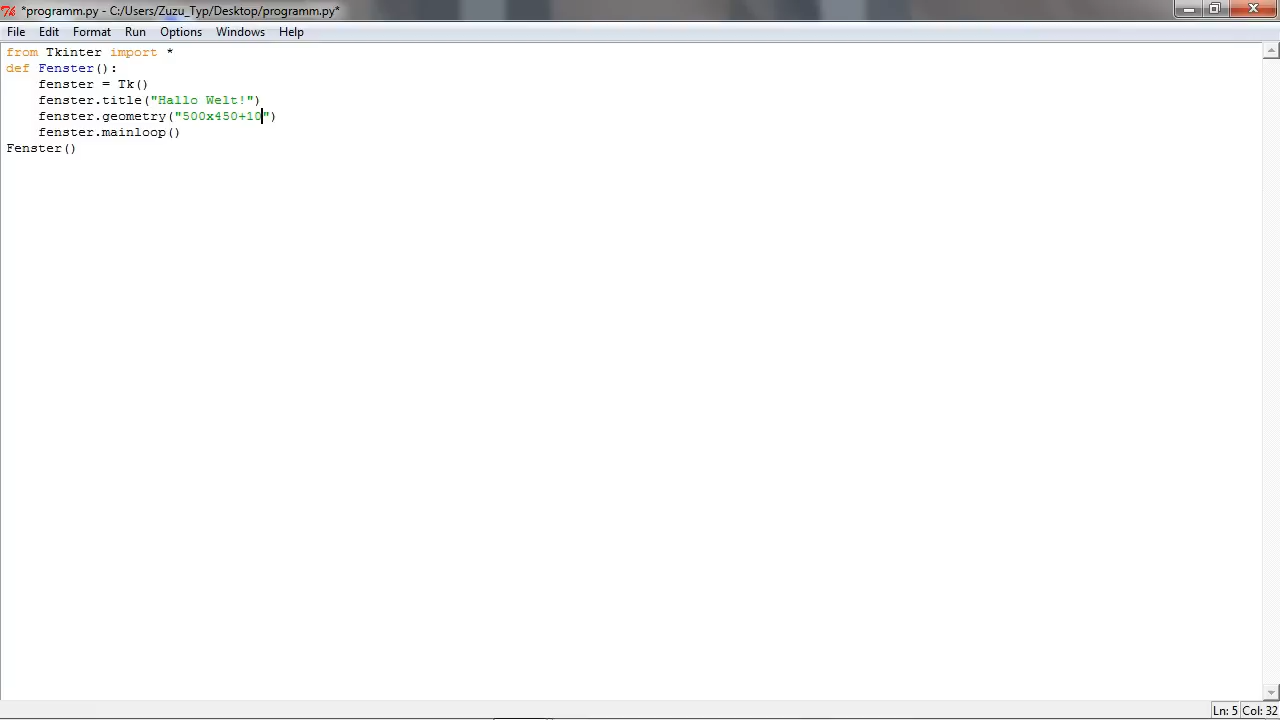 *programm.py - C:/Users/Zuzu_Typ/Desktop/programm.py*
File Edit Format Run Options Windows Help
from Tkinter import *
def Fenster():
    fenster = Tk()
    fenster.title("Hallo Welt!")
    fenster.geometry("500x450+10")
    fenster.mainloop()
Fenster()
Ln: 5 Col: 32